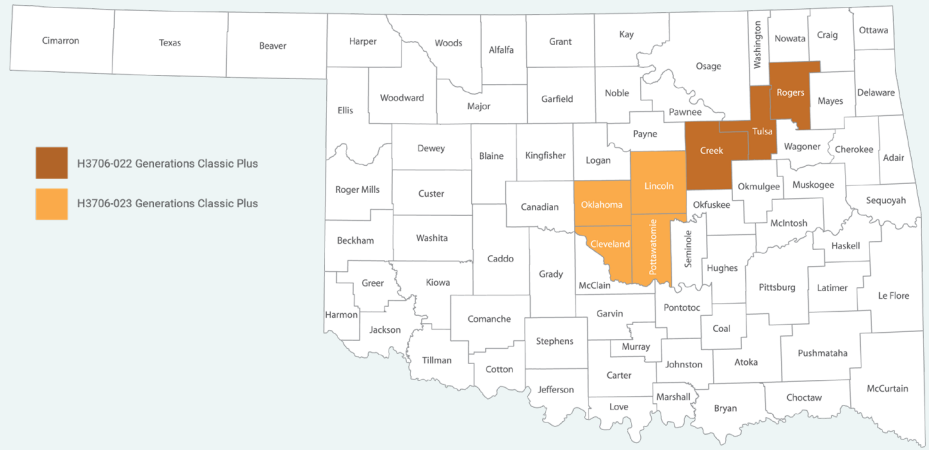 Cimarron
Texas
Beaver
Harper
Woods
Alfalfa
Grant
Kay
Osage
Washington
Nowata
Craig
Ottawa
Ellis
Woodward
Major
Garfield
Noble
Pawnee
Rogers
Mayes
Delaware
Payne
Tulsa
Creek
Wagoner
Cherokee
Adair
Dewey
Blaine
Kingfisher
Logan
Lincoln
H3706-022 Generations Classic Plus
Roger Mills
Custer
Canadian
Oklahoma
Okfuskee
Okmulgee
Muskogee
Sequoyah
H3706-023 Generations Classic Plus
Beckham
Washita
Caddo
Grady
Cleveland
Pottawatomie
Seminole
Hughes
McIntosh
Haskell
Greer
Kiowa
McClain
Pittsburg
Latimer
Le Flore
Harmon
Jackson
Comanche
Garvin
Pontotoc
Coal
Tillman
Cotton
Stephens
Murray
Johnston
Atoka
Pushmataha
McCurtain
Jefferson
Carter
Love
Marshall
Bryan
Choctaw